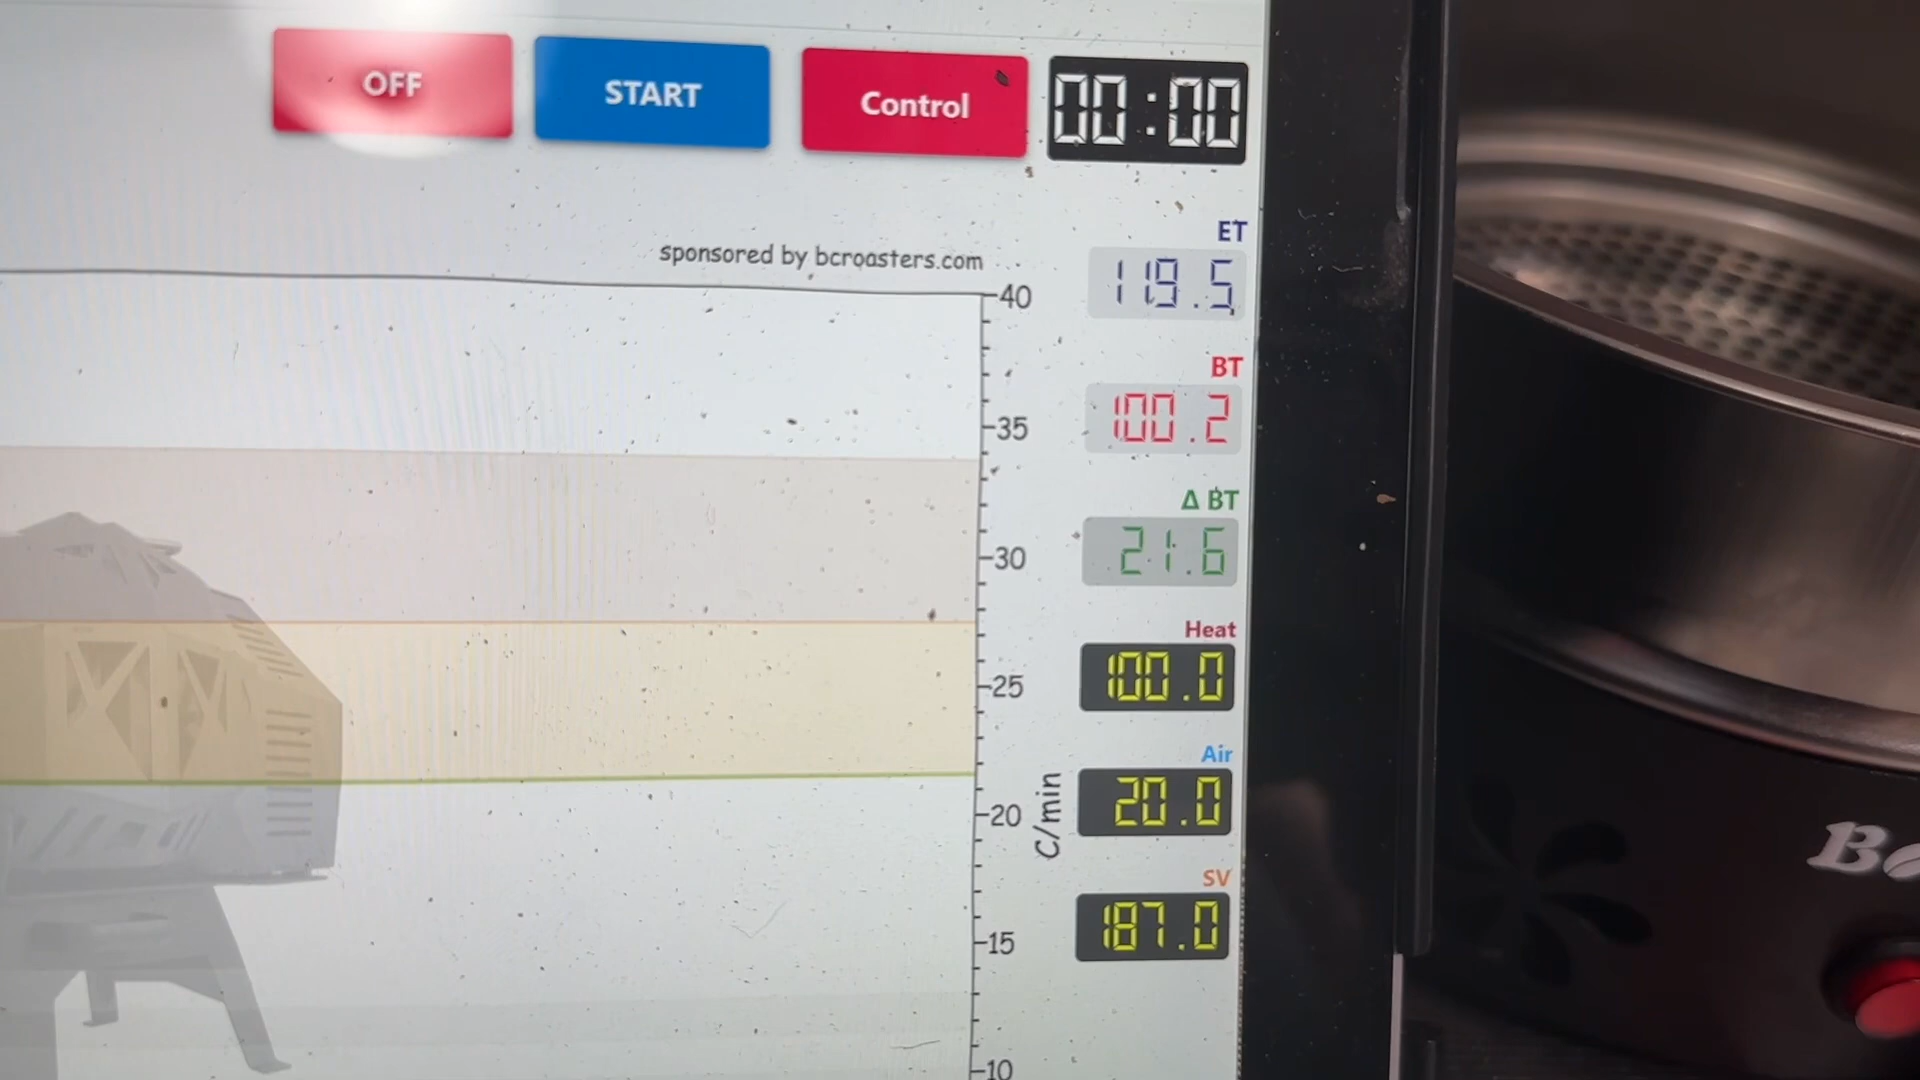 OFF
START
Control
00:00
sponsored by bcroasters.com
ET
119.5
BT
100.2
Δ BT
21.6
Heat
100.0
Air
20.0
SV
187.0
40
35
30
25
20
15
10
C/min